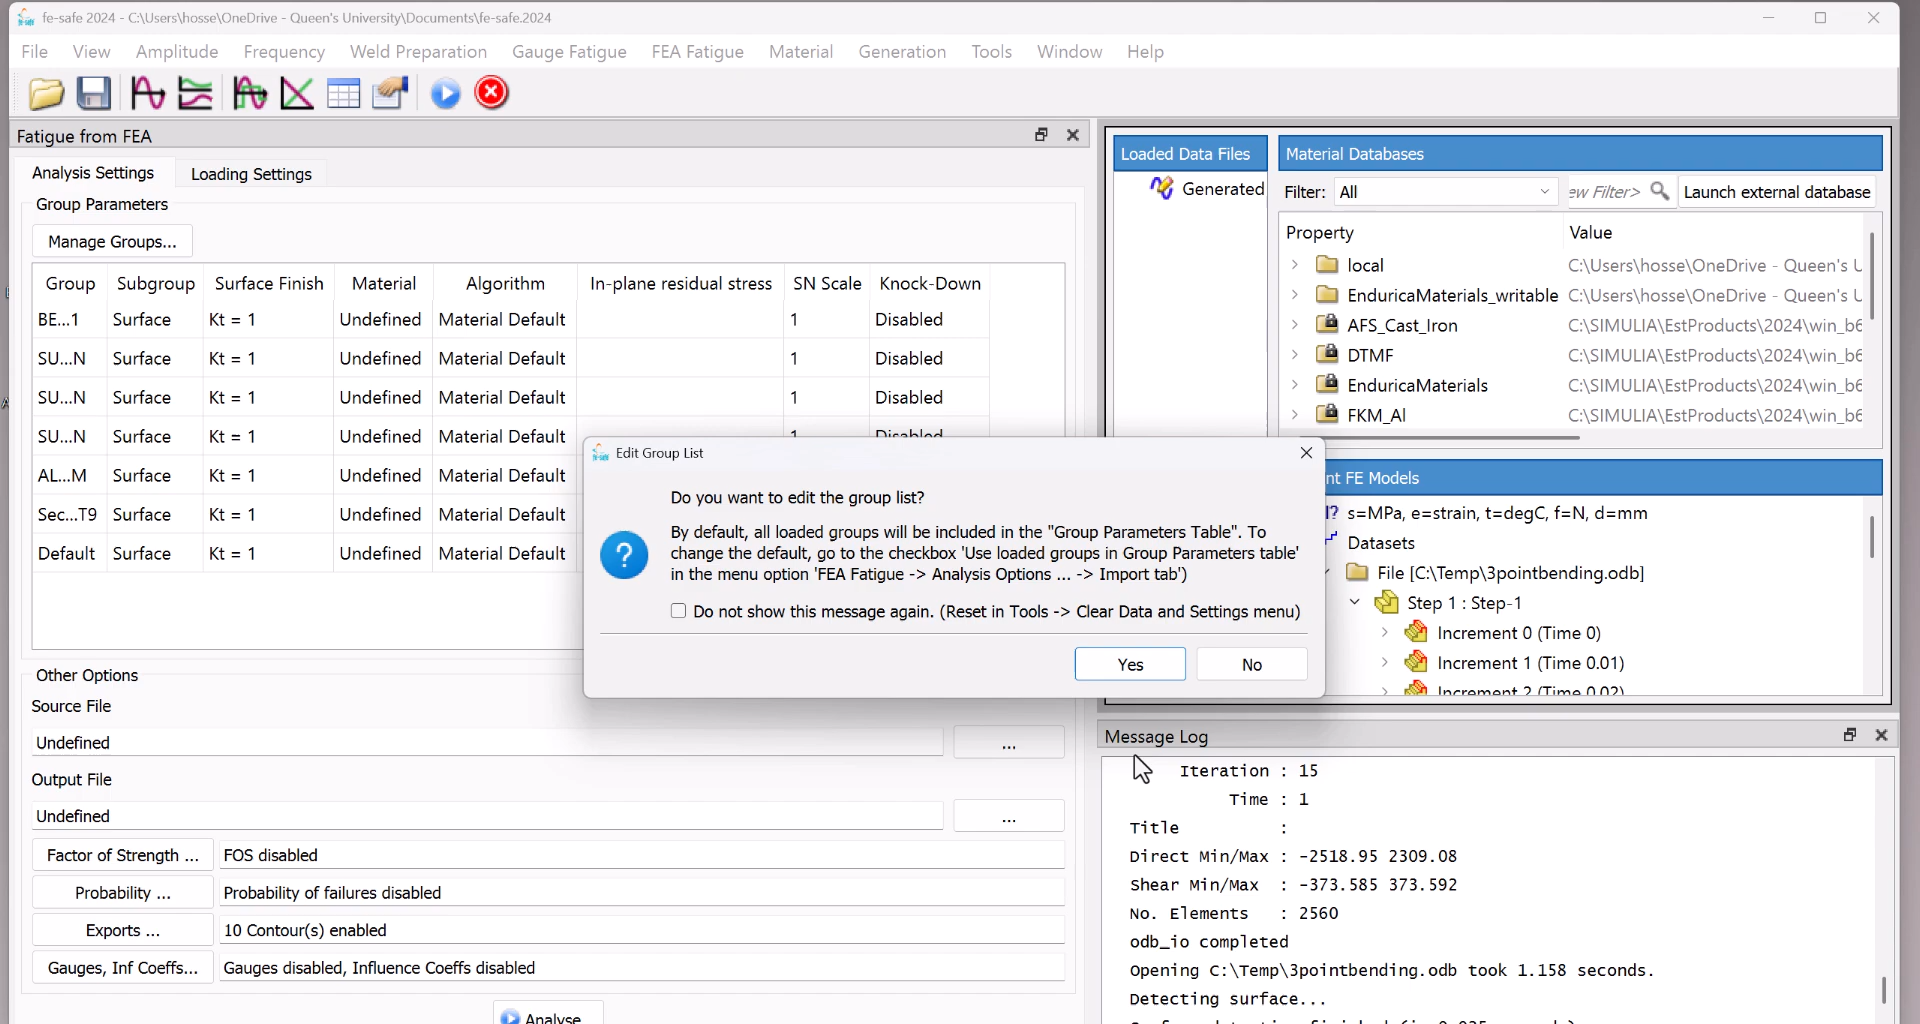 fe-safe 2024 - C:\Users\hosse\OneDrive - Queen's University\Documents\fe-safe.2024
File View Amplitude Frequency Weld Preparation Gauge Fatigue FEA Fatigue Material Generation Tools Window Help
Fatigue from FEA
Analysis Settings Loading Settings
Group Parameters
Manage Groups...
Group Subgroup Surface Finish Material Algorithm In-plane residual stress SN Scale Knock-Down
BE...1 Surface Kt = 1 Undefined Material Default 1 Disabled
SU...N Surface Kt = 1 Undefined Material Default 1 Disabled
SU...N Surface Kt = 1 Undefined Material Default 1 Disabled
SU...N Surface Kt = 1 Undefined Material Default 1 Disabled
AL...M Surface Kt = 1 Undefined Material Default
Sec...T9 Surface Kt = 1 Undefined Material Default
Default Surface Kt = 1 Undefined Material Default
Other Options
Source File
Undefined ...
Output File
Undefined ...
Factor of Strength ... FOS disabled
Probability ... Probability of failures disabled
Exports ... 10 Contour(s) enabled
Gauges, Inf Coeffs... Gauges disabled, Influence Coeffs disabled
Analyse
Edit Group List
Do you want to edit the group list?
By default, all loaded groups will be included in the "Group Parameters Table". To
change the default, go to the checkbox 'Use loaded groups in Group Parameters table'
in the menu option 'FEA Fatigue -> Analysis Options ... -> Import tab')
Do not show this message again. (Reset in Tools -> Clear Data and Settings menu)
Yes No
Loaded Data Files
Generated
Material Databases
Filter: All ew Filter> Launch external database
Property Value
local C:\Users\hosse\OneDrive - Queen's U
EnduricaMaterials_writable C:\Users\hosse\OneDrive - Queen's U
AFS_Cast_Iron C:\SIMULIA\EstProducts\2024\win_b6
DTMF C:\SIMULIA\EstProducts\2024\win_b6
EnduricaMaterials C:\SIMULIA\EstProducts\2024\win_b6
FKM_Al C:\SIMULIA\EstProducts\2024\win_b6
nt FE Models
s=MPa, e=strain, t=degC, f=N, d=mm
Datasets
File [C:\Temp\3pointbending.odb]
Step 1 : Step-1
Increment 0 (Time 0)
Increment 1 (Time 0.01)
Increment 2 (Time 0.02)
Message Log
Iteration : 15
Time : 1
Title :
Direct Min/Max : -2518.95 2309.08
Shear Min/Max : -373.585 373.592
No. Elements : 2560
odb_io completed
Opening C:\Temp\3pointbending.odb took 1.158 seconds.
Detecting surface...